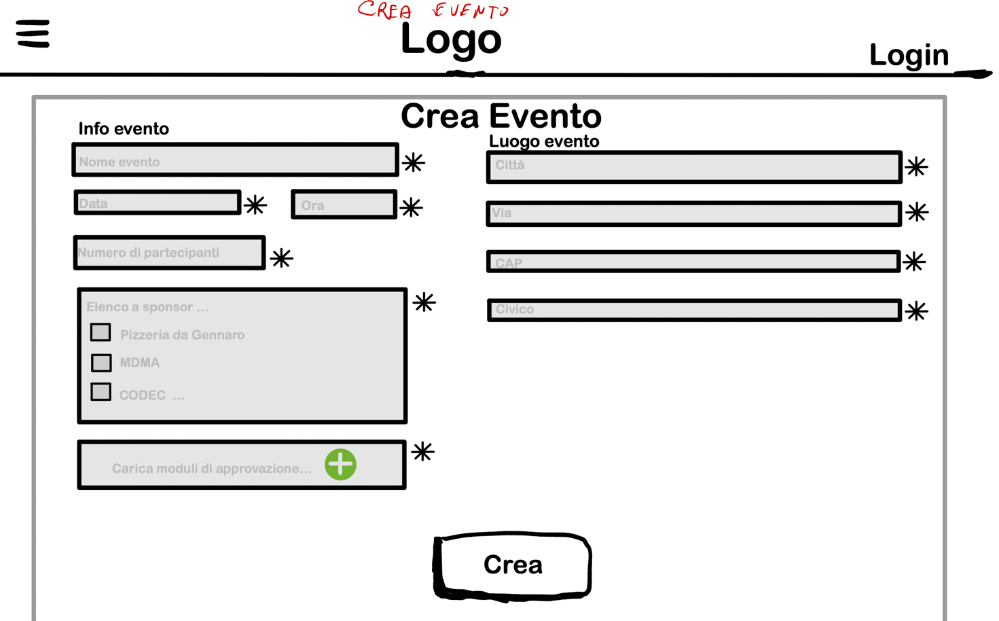 CREA EVENTO
Logo
Login
Crea Evento
Info evento
Nome evento *
Data * Ora *
Numero di partecipanti *
Elenco a sponsor ... *
Pizzeria da Gennaro
MDMA
CODEC ...
Carica moduli di approvazione... *
Luogo evento
Città *
Via *
CAP *
Civico *
Crea